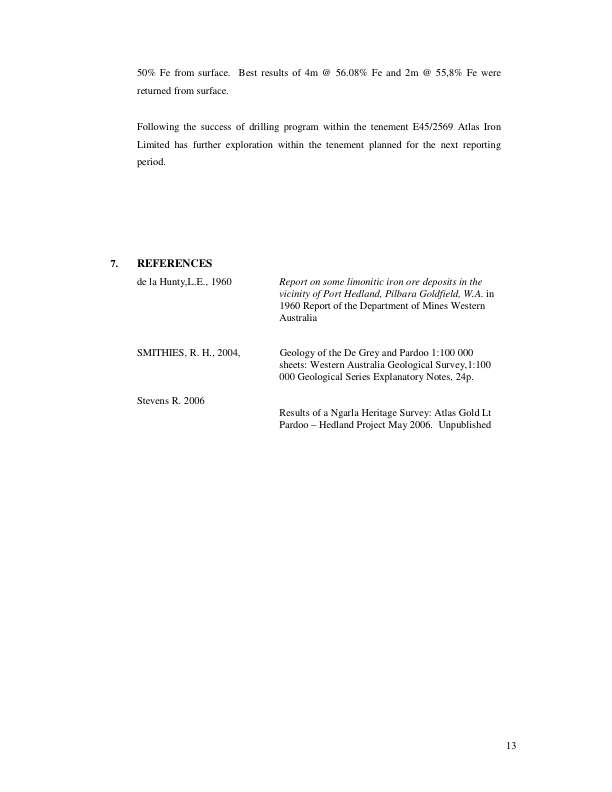 50% Fe from surface.  Best results of 4m @ 56.08% Fe and 2m @ 55,8% Fe were
returned from surface.
Following the success of drilling program within the tenement E45/2569 Atlas Iron
Limited has further exploration within the tenement planned for the next reporting
period.
7. REFERENCES
de la Hunty,L.E., 1960 Report on some limonitic iron ore deposits in the
vicinity of Port Hedland, Pilbara Goldfield, W.A. in
1960 Report of the Department of Mines Western
Australia
SMITHIES, R. H., 2004, Geology of the De Grey and Pardoo 1:100 000
sheets: Western Australia Geological Survey,1:100
000 Geological Series Explanatory Notes, 24p.
Stevens R. 2006
Results of a Ngarla Heritage Survey: Atlas Gold Lt
Pardoo – Hedland Project May 2006.  Unpublished
13